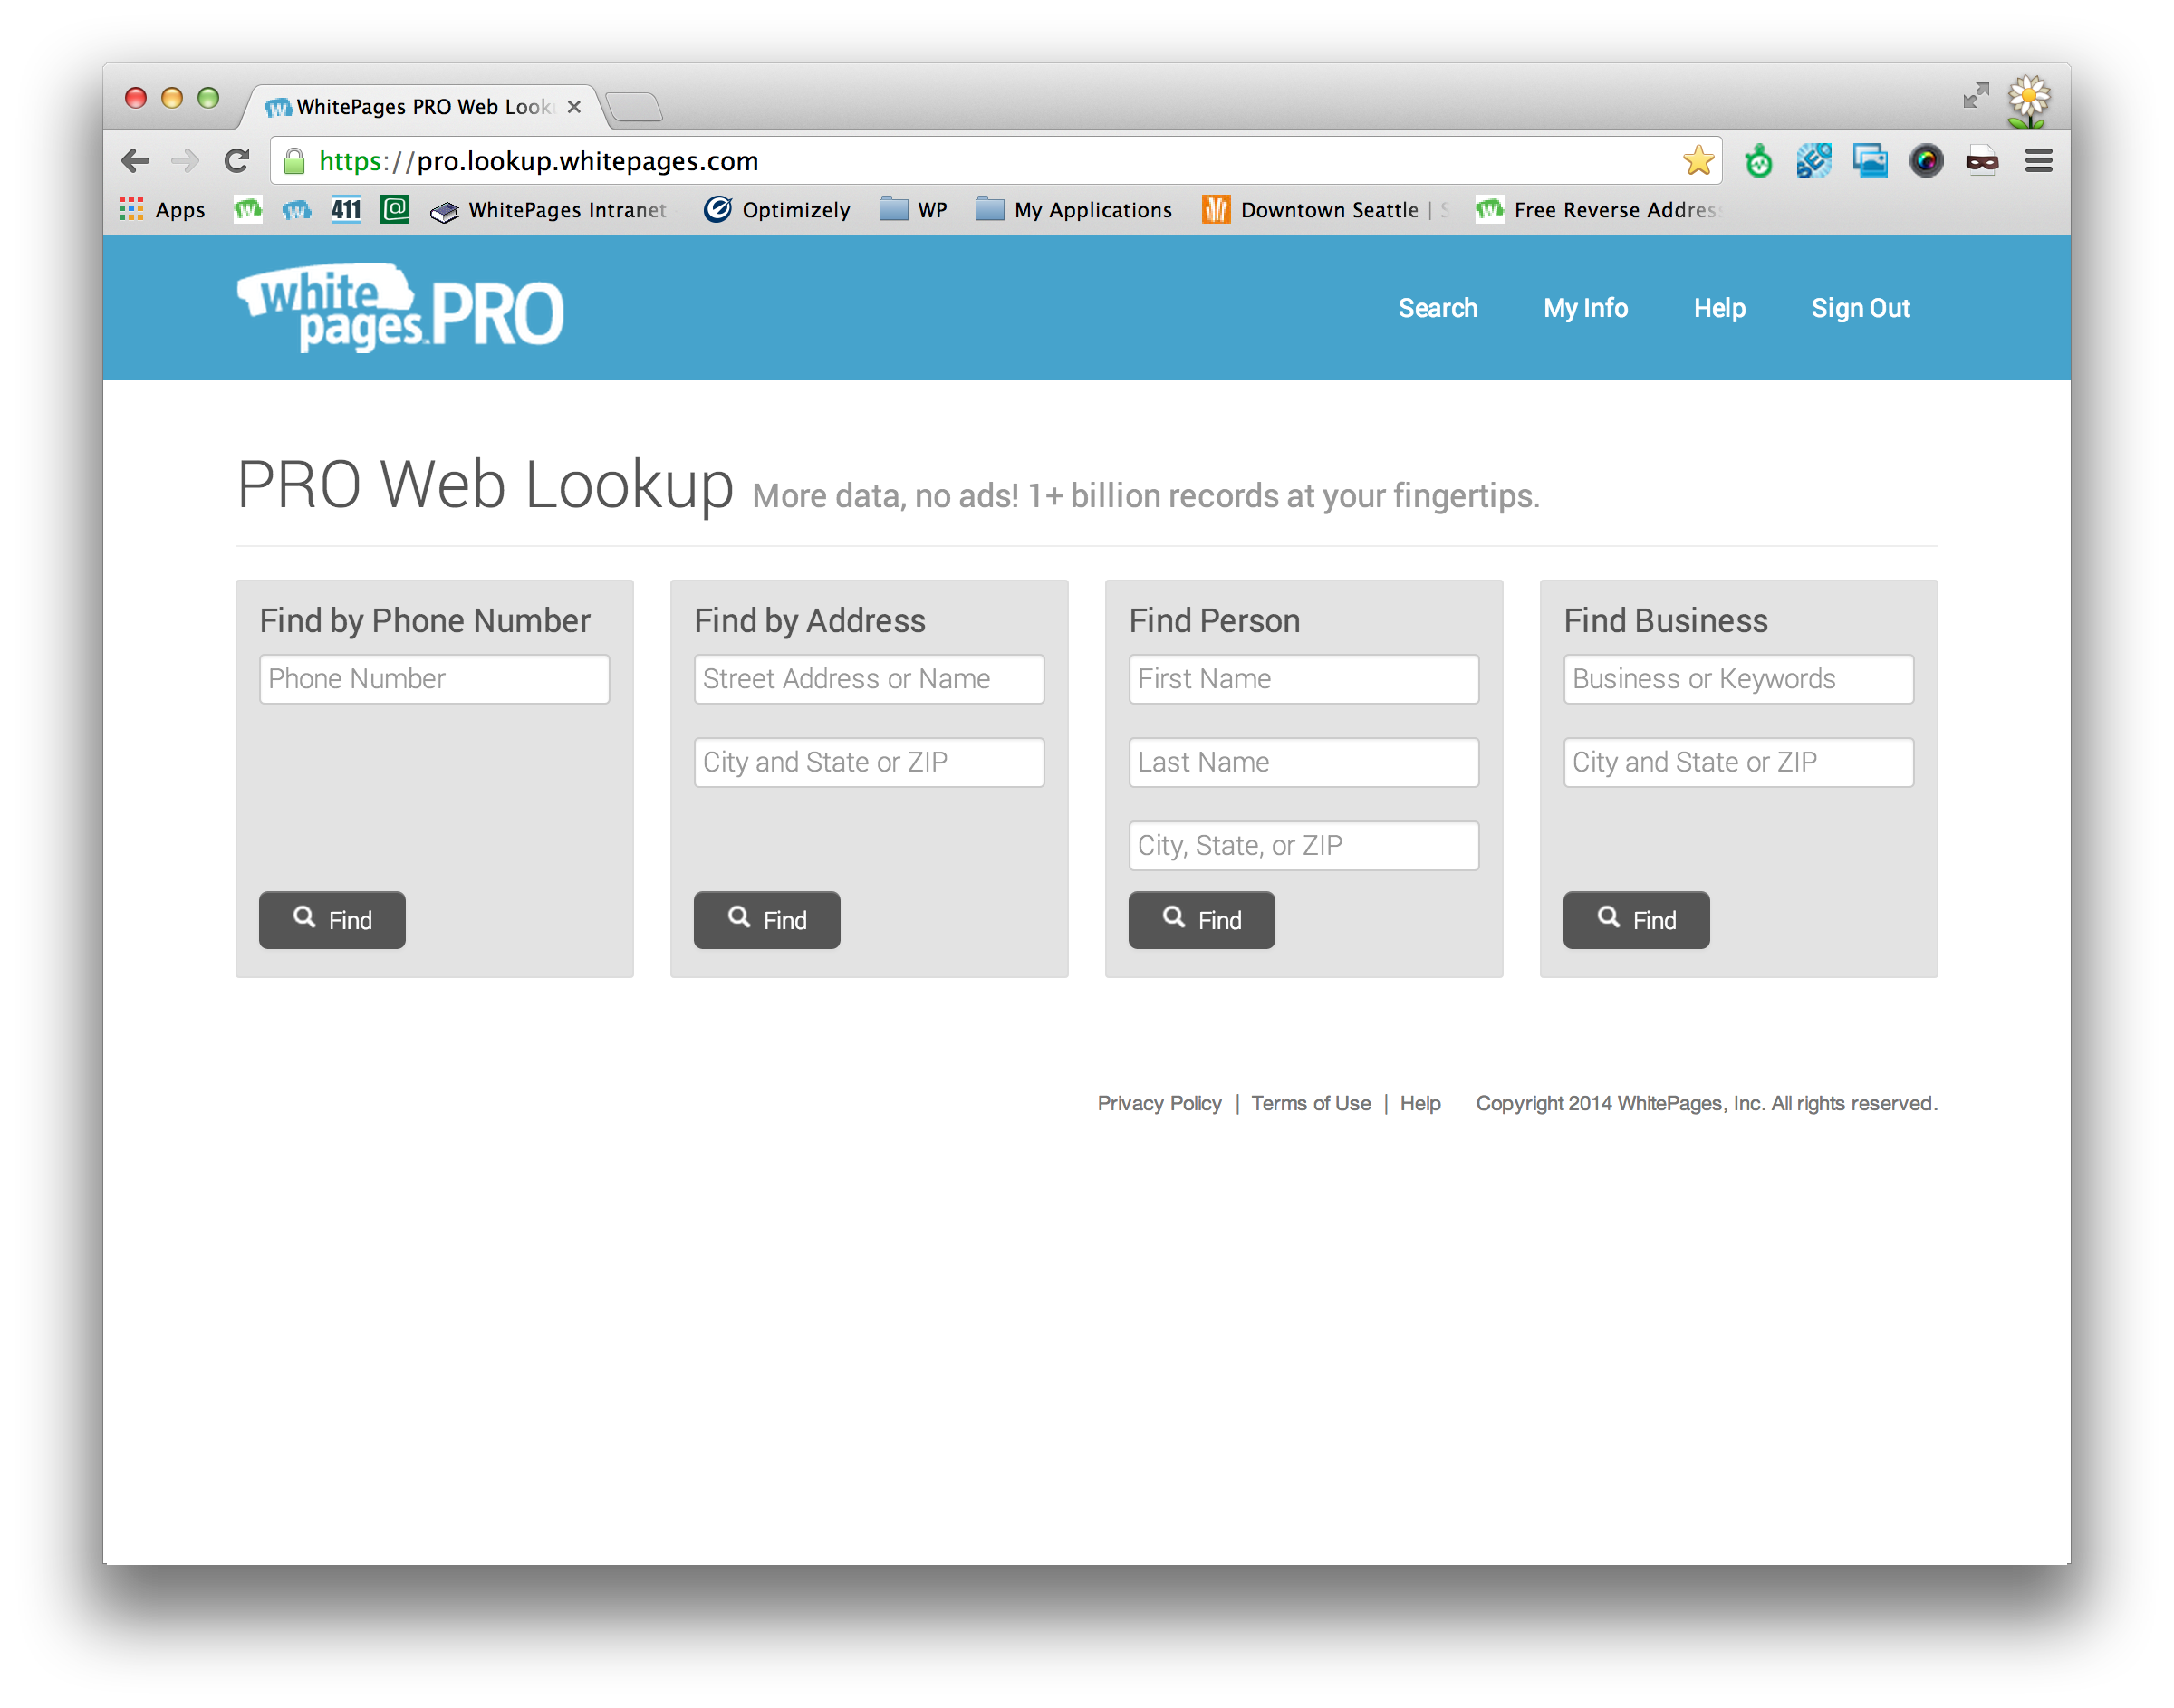 WhitePages PRO Web Look
https://pro.lookup.whitepages.com
Apps 411 @ WhitePages Intranet Optimizely WP My Applications Downtown Seattle | S Free Reverse Address
white pages PRO
Search My Info Help Sign Out
PRO Web Lookup More data, no ads! 1+ billion records at your fingertips.
Find by Phone Number
Phone Number
Find
Find by Address
Street Address or Name
City and State or ZIP
Find
Find Person
First Name
Last Name
City, State, or ZIP
Find
Find Business
Business or Keywords
City and State or ZIP
Find
Privacy Policy | Terms of Use | Help Copyright 2014 WhitePages, Inc. All rights reserved.